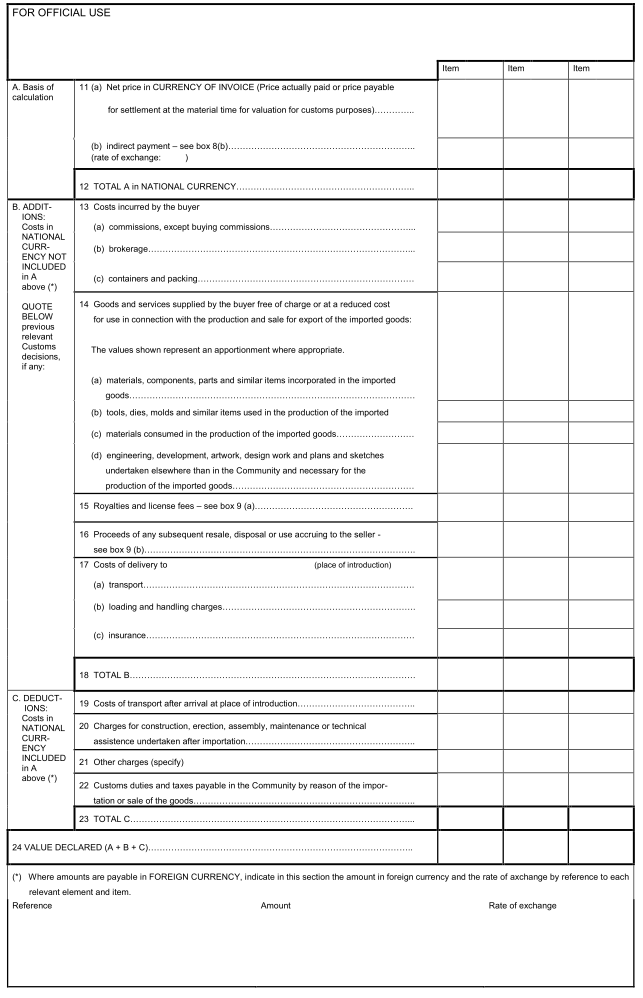 FOR OFFICIAL USE
Item Item Item
A. Basis of
calculation
11 (a) Net price in CURRENCY OF INVOICE (Price actually paid or price payable
for settlement at the material time for valuation for customs purposes)…………..
(b) indirect payment – see box 8(b)……………………………………………………..
(rate of exchange: )
12 TOTAL A in NATIONAL CURRENCY…………………………………………………..
B. ADDIT-
IONS:
Costs in
NATIONAL
CURR-
ENCY NOT
INCLUDED
in A
above (*)
QUOTE
BELOW
previous
relevant
Customs
decisions,
if any:
13 Costs incurred by the buyer
(a) commissions, except buying commissions…………………………………………...
(b) brokerage……………………………………………………………………………...
(c) containers and packing………………………………………………………………
14 Goods and services supplied by the buyer free of charge or at a reduced cost
for use in connection with the production and sale for export of the imported goods:
The values shown represent an apportionment where appropriate.
(a) materials, components, parts and similar items incorporated in the imported
goods…………………………………………………………………………………...
(b) tools, dies, molds and similar items used in the production of the imported
(c) materials consumed in the production of the imported goods…………………….
(d) engineering, development, artwork, design work and plans and sketches
undertaken elsewhere than in the Community and necessary for the
production of the imported goods……………………………………………………
15 Royalties and license fees – see box 9 (a)……………………………………………..
16 Proceeds of any subsequent resale, disposal or use accruing to the seller -
see box 9 (b)………………………………………………………………………………..
17 Costs of delivery to (place of introduction)
(a) transport………………………………………………………………………………
(b) loading and handling charges……………………………………………………….
(c) insurance………………………………………………………………………………
18 TOTAL B…………………………………………………………………………………...
C. DEDUCT-
IONS:
Costs in
NATIONAL
CURR-
ENCY
INCLUDED
in A
above (*)
19 Costs of transport after arrival at place of introduction………………………………..
20 Charges for construction, erection, assembly, maintenance or technical
assistence undertaken after importation………………………………………………..
21 Other charges (specify)
22 Customs duties and taxes payable in the Community by reason of the impor-
tation or sale of the goods………………………………………………………………..
23 TOTAL C…………………………………………………………………………………..
24 VALUE DECLARED (A + B + C)……………………………………………………………..
(*) Where amounts are payable in FOREIGN CURRENCY, indicate in this section the amount in foreign currency and the rate of axchange by reference to each
relevant element and item.
Reference Amount Rate of exchange